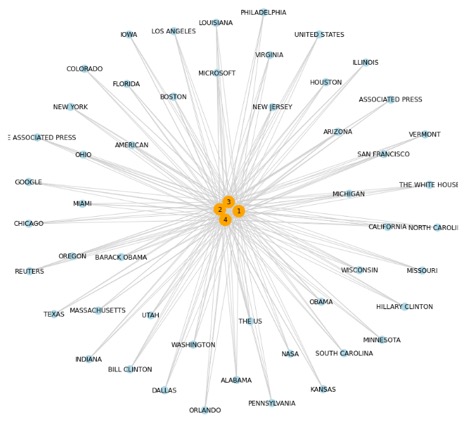 PHILADELPHIA
LOUISIANA
LOS ANGELES
IOWA
UNITED STATES
VIRGINIA
ILLINOIS
COLORADO
MICROSOFT
FLORIDA
HOUSTON
BOSTON
ASSOCIATED PRESS
NEW YORK
NEW JERSEY
ARIZONA
VERMONT
E ASSOCIATED PRESS
AMERICAN
OHIO
SAN FRANCISCO
GOOGLE
THE WHITE HOUSE
MICHIGAN
3
MIAMI
2
1
4
CHICAGO
CALIFORNIA
NORTH CAROLI
OREGON
BARACK OBAMA
REUTERS
WISCONSIN
MISSOURI
OBAMA
HILLARY CLINTON
TEXAS
MASSACHUSETTS
UTAH
THE US
MINNESOTA
WASHINGTON
NASA
SOUTH CAROLINA
INDIANA
BILL CLINTON
ALABAMA
DALLAS
KANSAS
PENNSYLVANIA
ORLANDO